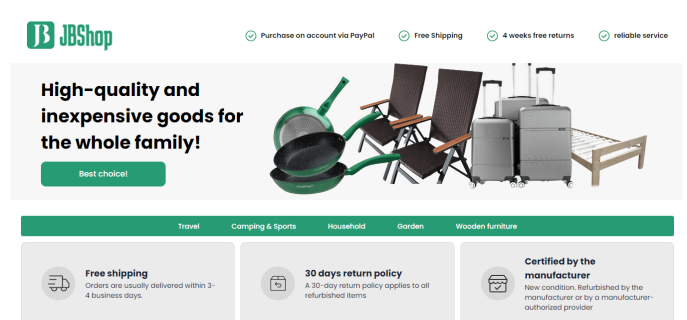 JBShop
Purchase on account via PayPal
Free Shipping
4 weeks free returns
reliable service
High-quality and
inexpensive goods for
the whole family!
Best choice!
Travel
Camping & Sports
Household
Garden
Wooden furniture
Free shipping
Orders are usually delivered within 3-
4 business days.
30 days return policy
A 30-day return policy applies to all
refurbished items
Certified by the
manufacturer
New condition. Refurbished by the
manufacturer or by a manufacturer-
authorized provider